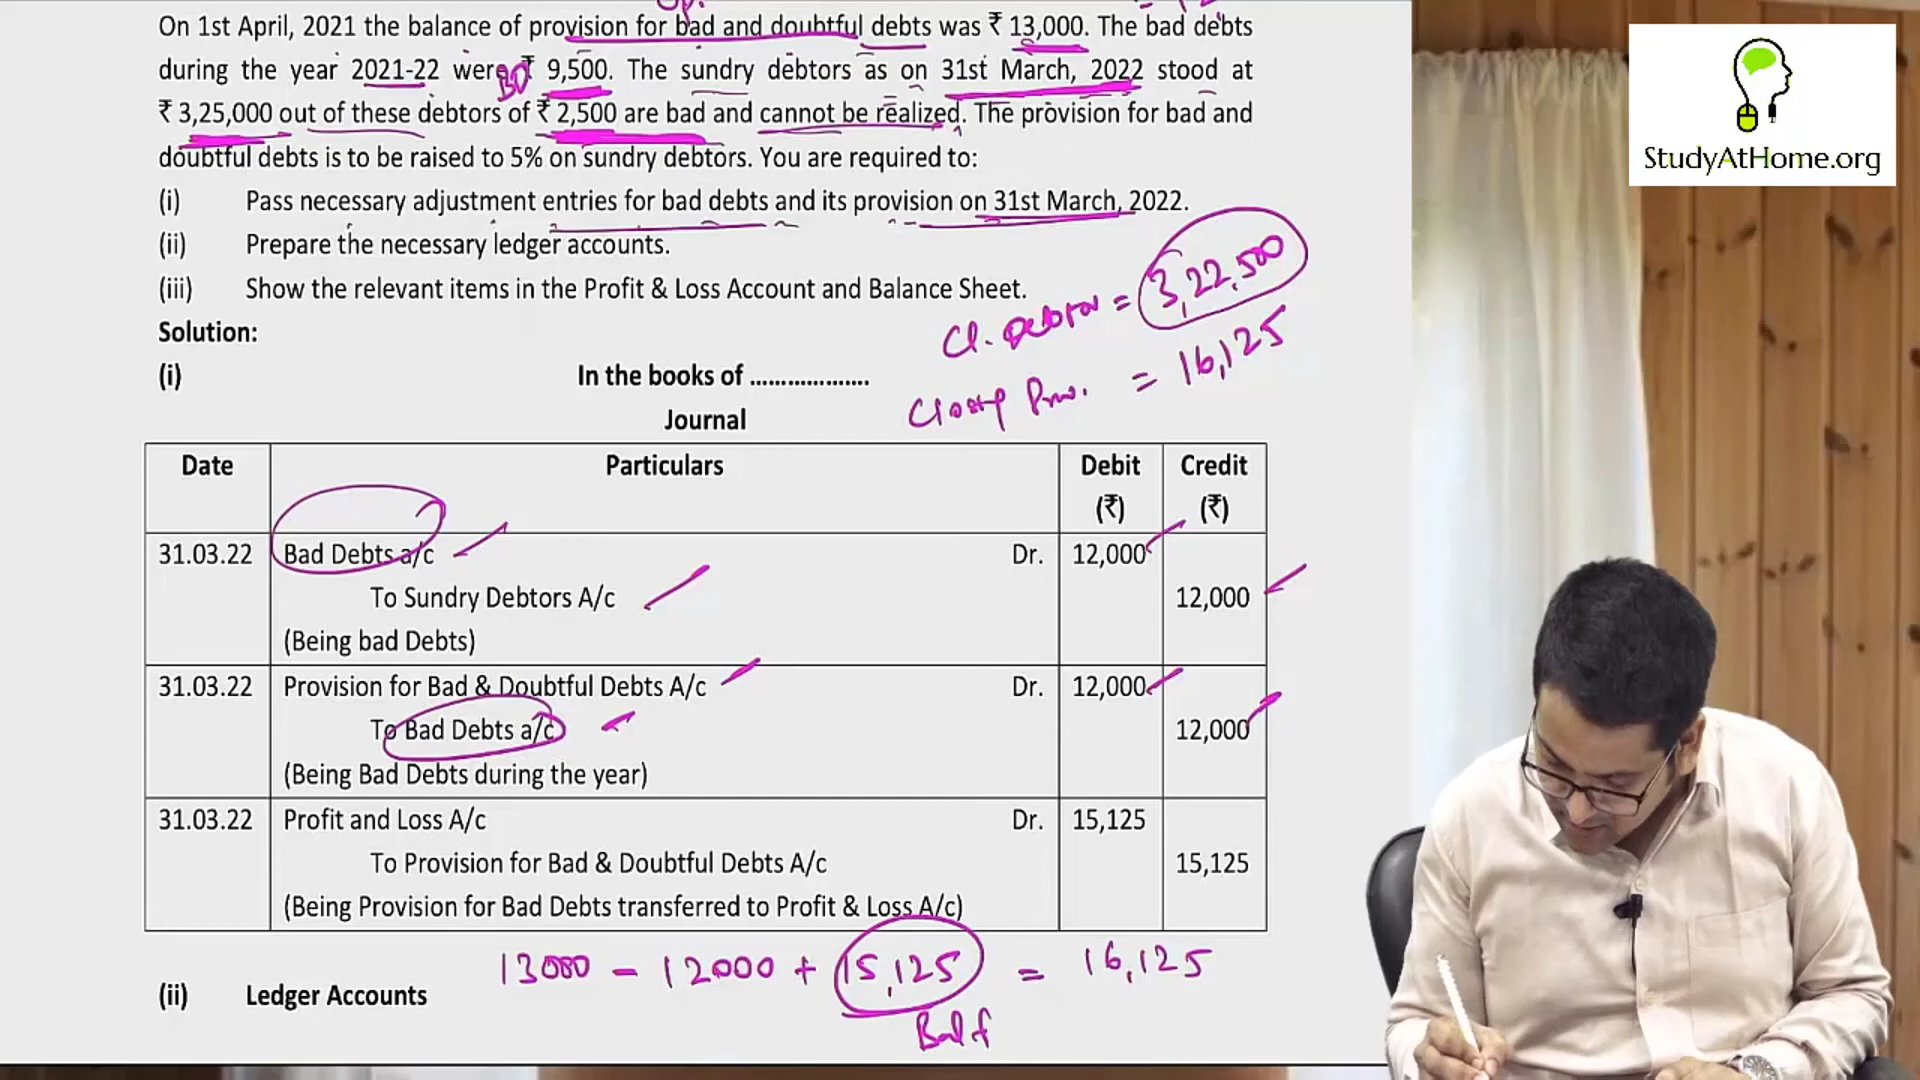 On 1st April, 2021 the balance of provision for bad and doubtful debts was ₹ 13,000. The bad debts
during the year 2021-22 were ₹ 9,500. The sundry debtors as on 31st March, 2022 stood at
BD
₹ 3,25,000 out of these debtors of ₹ 2,500 are bad and cannot be realized. The provision for bad and
doubtful debts is to be raised to 5% on sundry debtors. You are required to:
(i) Pass necessary adjustment entries for bad debts and its provision on 31st March, 2022.
(ii) Prepare the necessary ledger accounts.
(iii) Show the relevant items in the Profit & Loss Account and Balance Sheet.
Cl. Debtor = 3,22,500
Solution:
(i) In the books of ...................
Closing Prov. = 16,125
Journal
Date Particulars Debit (₹) Credit (₹)
31.03.22 Bad Debts a/c Dr. 12,000
To Sundry Debtors A/c 12,000
(Being bad Debts)
31.03.22 Provision for Bad & Doubtful Debts A/c Dr. 12,000
To Bad Debts a/c 12,000
(Being Bad Debts during the year)
31.03.22 Profit and Loss A/c Dr. 15,125
To Provision for Bad & Doubtful Debts A/c 15,125
(Being Provision for Bad Debts transferred to Profit & Loss A/c)
13000 - 12000 + 15,125 = 16,125
(ii) Ledger Accounts
Bal f
StudyAtHome.org